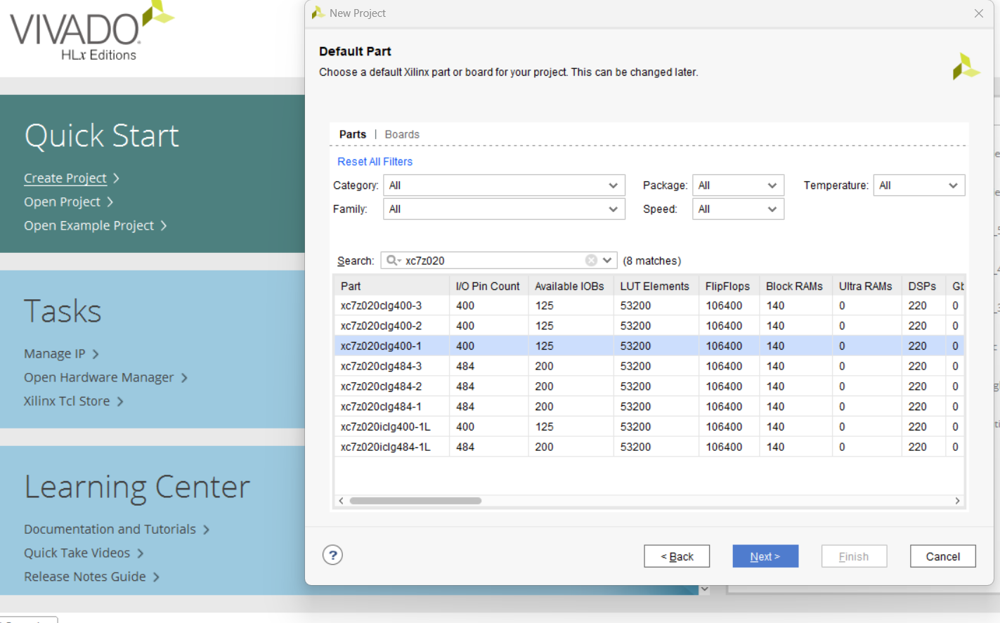 VIVADO
HLx Editions
Quick Start
Create Project
Open Project
Open Example Project
Tasks
Manage IP
Open Hardware Manager
Xilinx Tcl Store
Learning Center
Documentation and Tutorials
Quick Take Videos
Release Notes Guide
New Project
Default Part
Choose a default Xilinx part or board for your project. This can be changed later.
Parts | Boards
Reset All Filters
Category: All Package: All Temperature: All
Family: All Speed: All
Search: xc7z020 (8 matches)
Part I/O Pin Count Available IOBs LUT Elements FlipFlops Block RAMs Ultra RAMs DSPs
xc7z020clg400-3 400 125 53200 106400 140 0 220 0
xc7z020clg400-2 400 125 53200 106400 140 0 220 0
xc7z020clg400-1 400 125 53200 106400 140 0 220 0
xc7z020clg484-3 484 200 53200 106400 140 0 220 0
xc7z020clg484-2 484 200 53200 106400 140 0 220 0
xc7z020clg484-1 484 200 53200 106400 140 0 220 0
xc7z020iclg400-1L 400 125 53200 106400 140 0 220 0
xc7z020iclg484-1L 484 200 53200 106400 140 0 220 0
? < Back Next > Finish Cancel